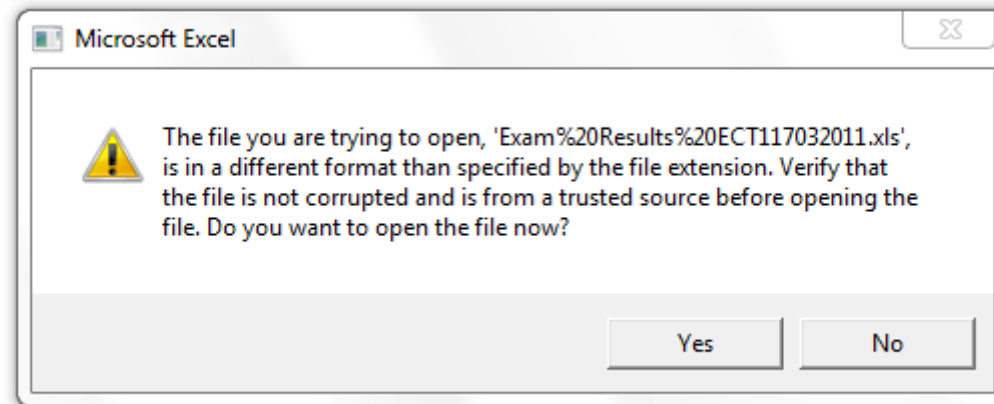 Microsoft Excel
The file you are trying to open, 'Exam%20Results%20ECT117032011.xls',
is in a different format than specified by the file extension. Verify that
the file is not corrupted and is from a trusted source before opening the
file. Do you want to open the file now?
Yes No